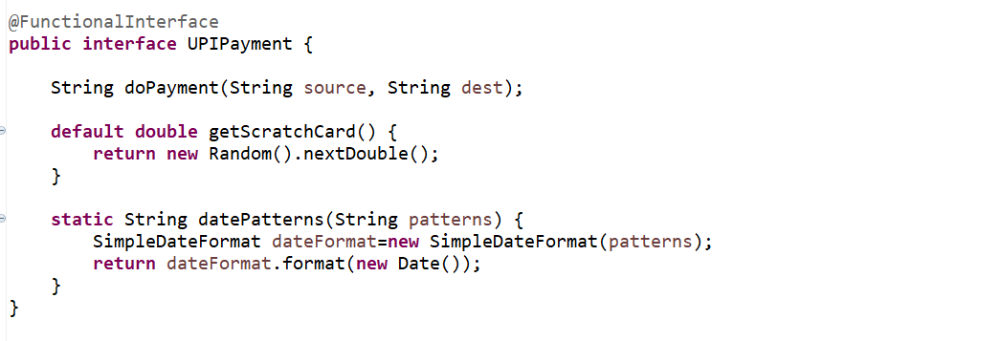 @FunctionalInterface
public interface UPIPayment {
String doPayment(String source, String dest);
default double getScratchCard() {
return new Random().nextDouble();
}
static String datePatterns(String patterns) {
SimpleDateFormat dateFormat=new SimpleDateFormat(patterns);
return dateFormat.format(new Date());
}
}